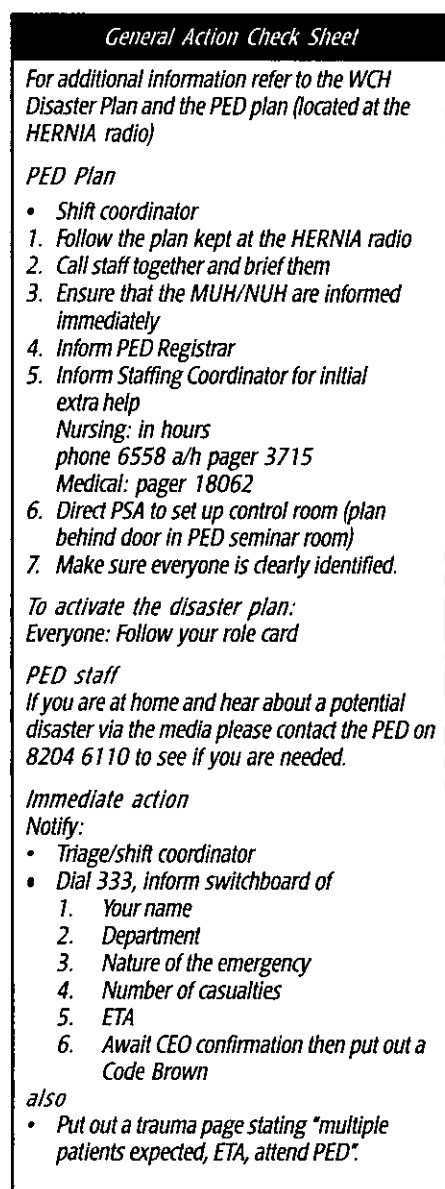 General Action Check Sheet
For additional information refer to the WCH
Disaster Plan and the PED plan (located at the
HERNIA radio)
PED Plan
• Shift coordinator
1. Follow the plan kept at the HERNIA radio
2. Call staff together and brief them
3. Ensure that the MUH/NUH are informed
immediately
4. Inform PED Registrar
5. Inform Staffing Coordinator for initial
extra help
Nursing: in hours
phone 6558 a/h pager 3715
Medical: pager 18062
6. Direct PSA to set up control room (plan
behind door in PED seminar room)
7. Make sure everyone is clearly identified.
To activate the disaster plan:
Everyone: Follow your role card
PED staff
If you are at home and hear about a potential
disaster via the media please contact the PED on
8204 6110 to see if you are needed.
Immediate action
Notify:
• Triage/shift coordinator
• Dial 333, inform switchboard of
1. Your name
2. Department
3. Nature of the emergency
4. Number of casualties
5. ETA
6. Await CEO confirmation then put out a
Code Brown
also
• Put out a trauma page stating "multiple
patients expected, ETA, attend PED".